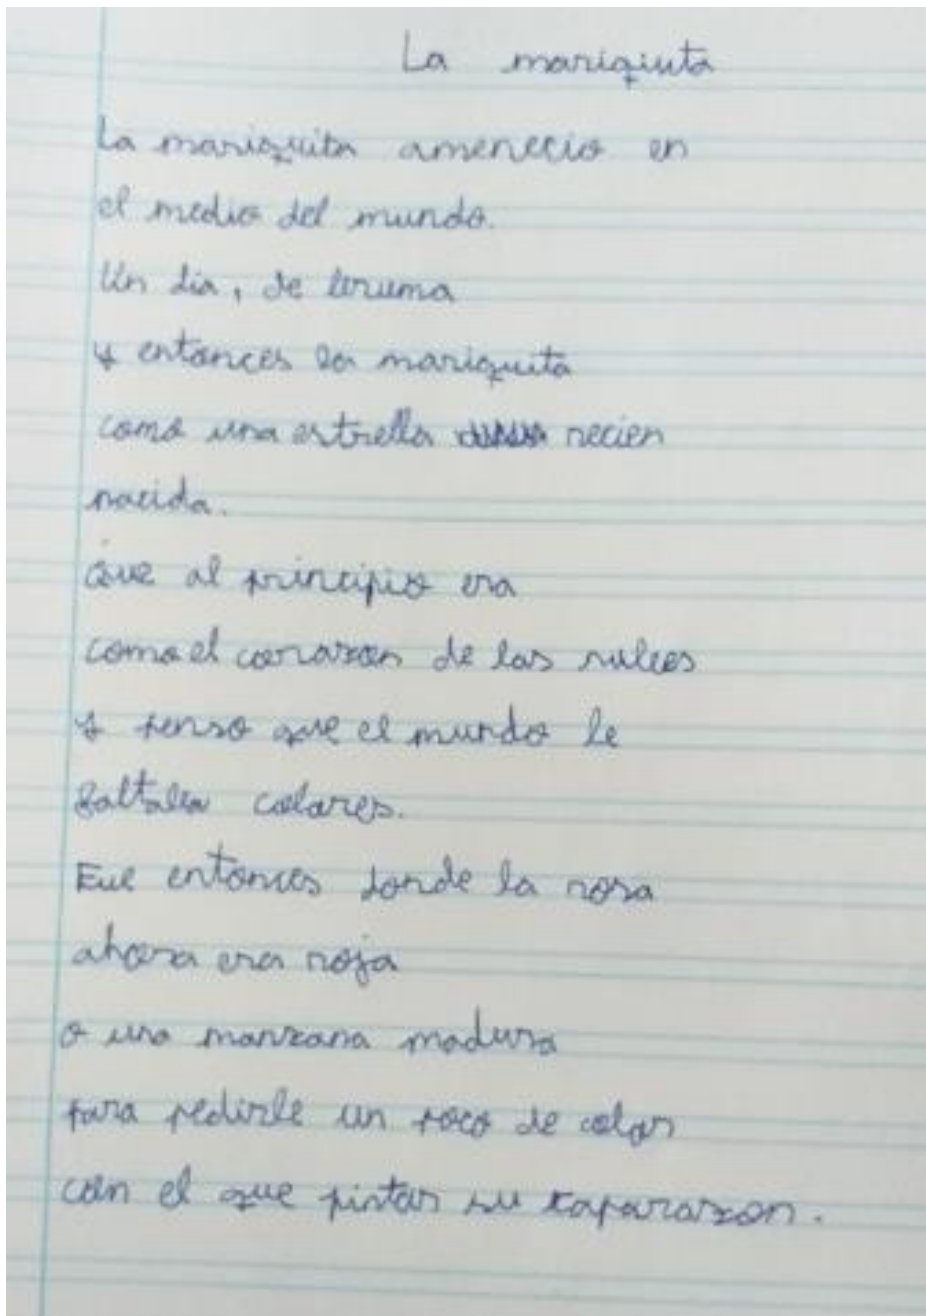 La mariqiuta
La mariquita amenecio en
el medio del mundo.
Un dia, de bruma
y entonces la mariquita
como una estrella recien
nacida.
Que al principio era
como el corazon de las nubes
y penso que el mundo le
faltaba colores.
Fue entonces donde la rosa
ahora era roja
o una manzana madura
para pedirle un poco de color
con el que pintar su kaparazon.